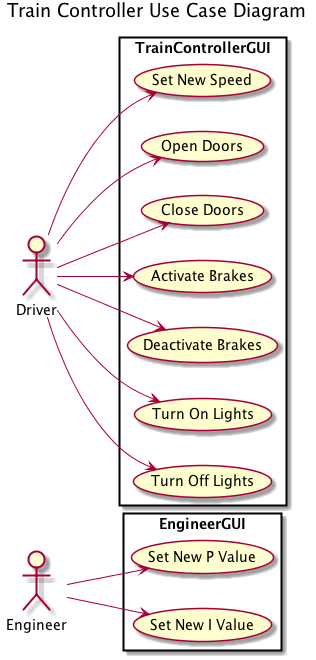 Train Controller Use Case Diagram
TrainControllerGUI
Set New Speed
Open Doors
Close Doors
Activate Brakes
Driver
Deactivate Brakes
Turn On Lights
Turn Off Lights
EngineerGUI
Set New P Value
Engineer
Set New I Value